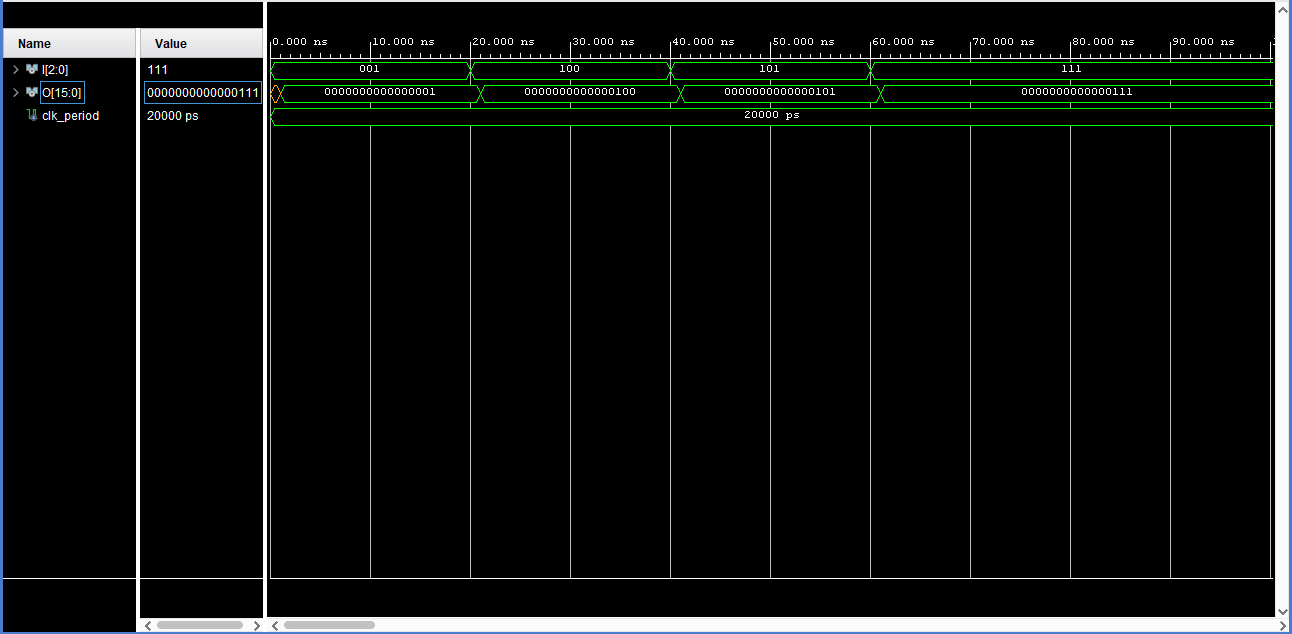 Name Value
0.000 ns 10.000 ns 20.000 ns 30.000 ns 40.000 ns 50.000 ns 60.000 ns 70.000 ns 80.000 ns 90.000 ns
I[2:0] 111 001 100 101 111
O[15:0] 0000000000000111 0000000000000001 0000000000000100 0000000000000101 0000000000000111
clk_period 20000 ps 20000 ps